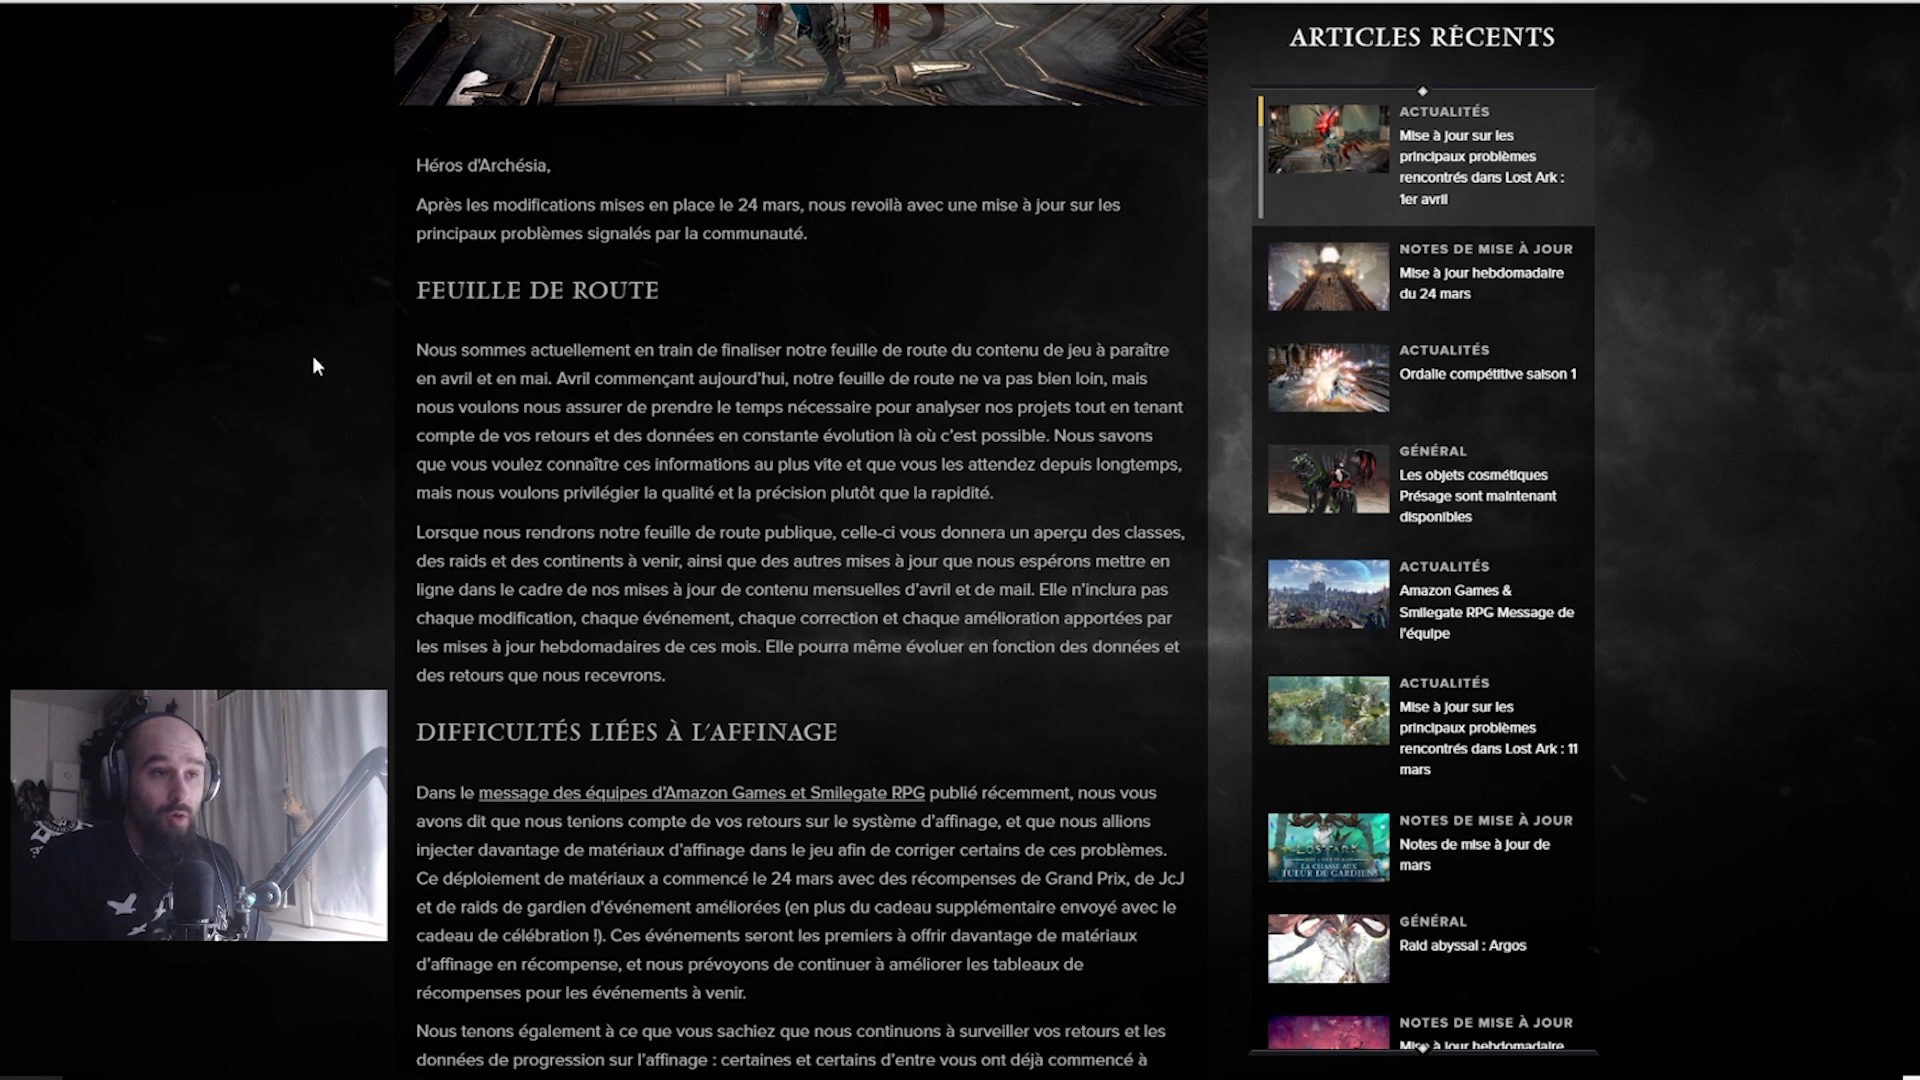 Héros d'Archésia,
Après les modifications mises en place le 24 mars, nous revoilà avec une mise à jour sur les
principaux problèmes signalés par la communauté.
FEUILLE DE ROUTE
Nous sommes actuellement en train de finaliser notre feuille de route du contenu de jeu à paraître
en avril et en mai. Avril commençant aujourd'hui, notre feuille de route ne va pas bien loin, mais
nous voulons nous assurer de prendre le temps nécessaire pour analyser nos projets tout en tenant
compte de vos retours et des données en constante évolution là où c'est possible. Nous savons
que vous voulez connaître ces informations au plus vite et que vous les attendez depuis longtemps,
mais nous voulons privilégier la qualité et la précision plutôt que la rapidité.
Lorsque nous rendrons notre feuille de route publique, celle-ci vous donnera un aperçu des classes,
des raids et des continents à venir, ainsi que des autres mises à jour que nous espérons mettre en
ligne dans le cadre de nos mises à jour de contenu mensuelles d'avril et de mail. Elle n'inclura pas
chaque modification, chaque événement, chaque correction et chaque amélioration apportées par
les mises à jour hebdomadaires de ces mois. Elle pourra même évoluer en fonction des données et
des retours que nous recevrons.
DIFFICULTÉS LIÉES À L'AFFINAGE
Dans le message des équipes d'Amazon Games et Smilegate RPG publié récemment, nous vous
avons dit que nous tenions compte de vos retours sur le système d'affinage, et que nous allions
injecter davantage de matériaux d'affinage dans le jeu afin de corriger certains de ces problèmes.
Ce déploiement de matériaux a commencé le 24 mars avec des récompenses de Grand Prix, de JcJ
et de raids de gardien d'événement améliorées (en plus du cadeau supplémentaire envoyé avec le
cadeau de célébration !). Ces événements seront les premiers à offrir davantage de matériaux
d'affinage en récompense, et nous prévoyons de continuer à améliorer les tableaux de
récompenses pour les événements à venir.
Nous tenons également à ce que vous sachiez que nous continuons à surveiller vos retours et les
données de progression sur l'affinage : certaines et certains d'entre vous ont déjà commencé à
ARTICLES RÉCENTS
ACTUALITÉS
Mise à jour sur les
principaux problèmes
rencontrés dans Lost Ark :
1er avril
NOTES DE MISE À JOUR
Mise à jour hebdomadaire
du 24 mars
ACTUALITÉS
Ordalie compétitive saison 1
GÉNÉRAL
Les objets cosmétiques
Présage sont maintenant
disponibles
ACTUALITÉS
Amazon Games &
Smilegate RPG Message de
l'équipe
ACTUALITÉS
Mise à jour sur les
principaux problèmes
rencontrés dans Lost Ark : 11
mars
NOTES DE MISE À JOUR
Notes de mise à jour de
mars
LOST ARK
LA CHASSE AUX
TUEUR DE GARDIENS
GÉNÉRAL
Raid abyssal : Argos
NOTES DE MISE À JOUR
Mise à jour hebdomadaire